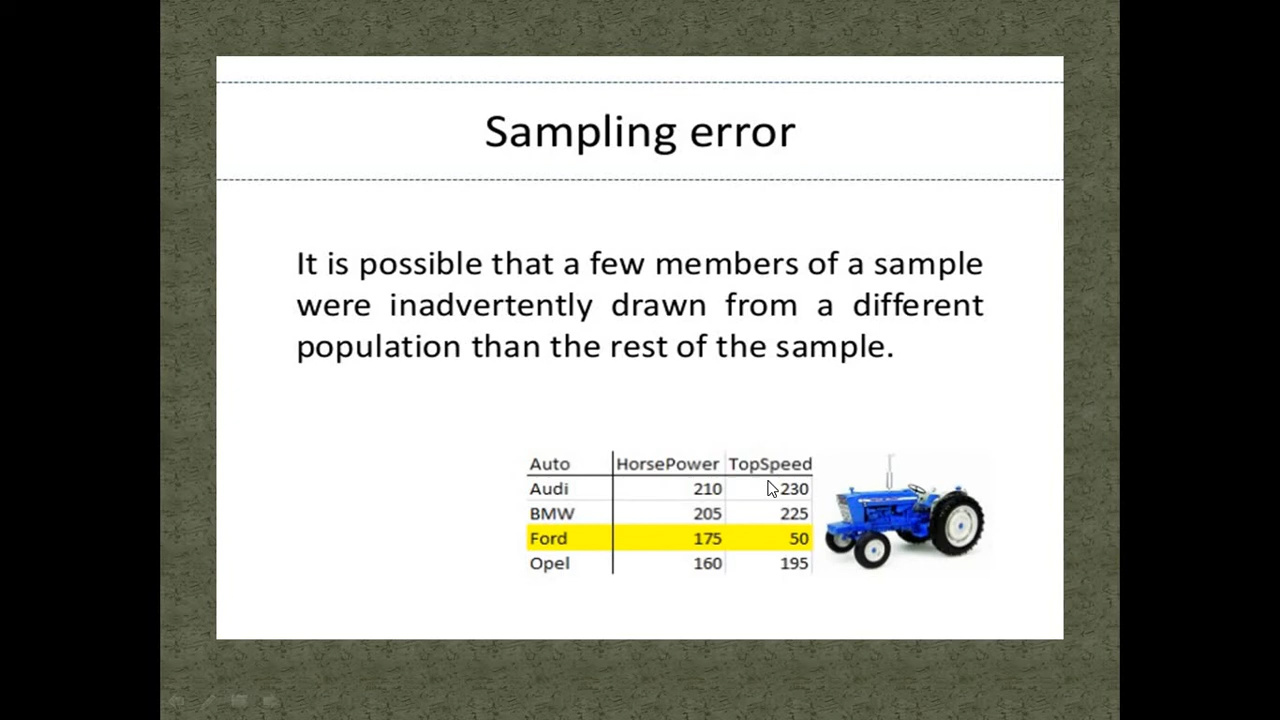 Sampling error
It is possible that a few members of a sample
were inadvertently drawn from a different
population than the rest of the sample.
Auto HorsePower TopSpeed
Audi 210 230
BMW 205 225
Ford 175 50
Opel 160 195